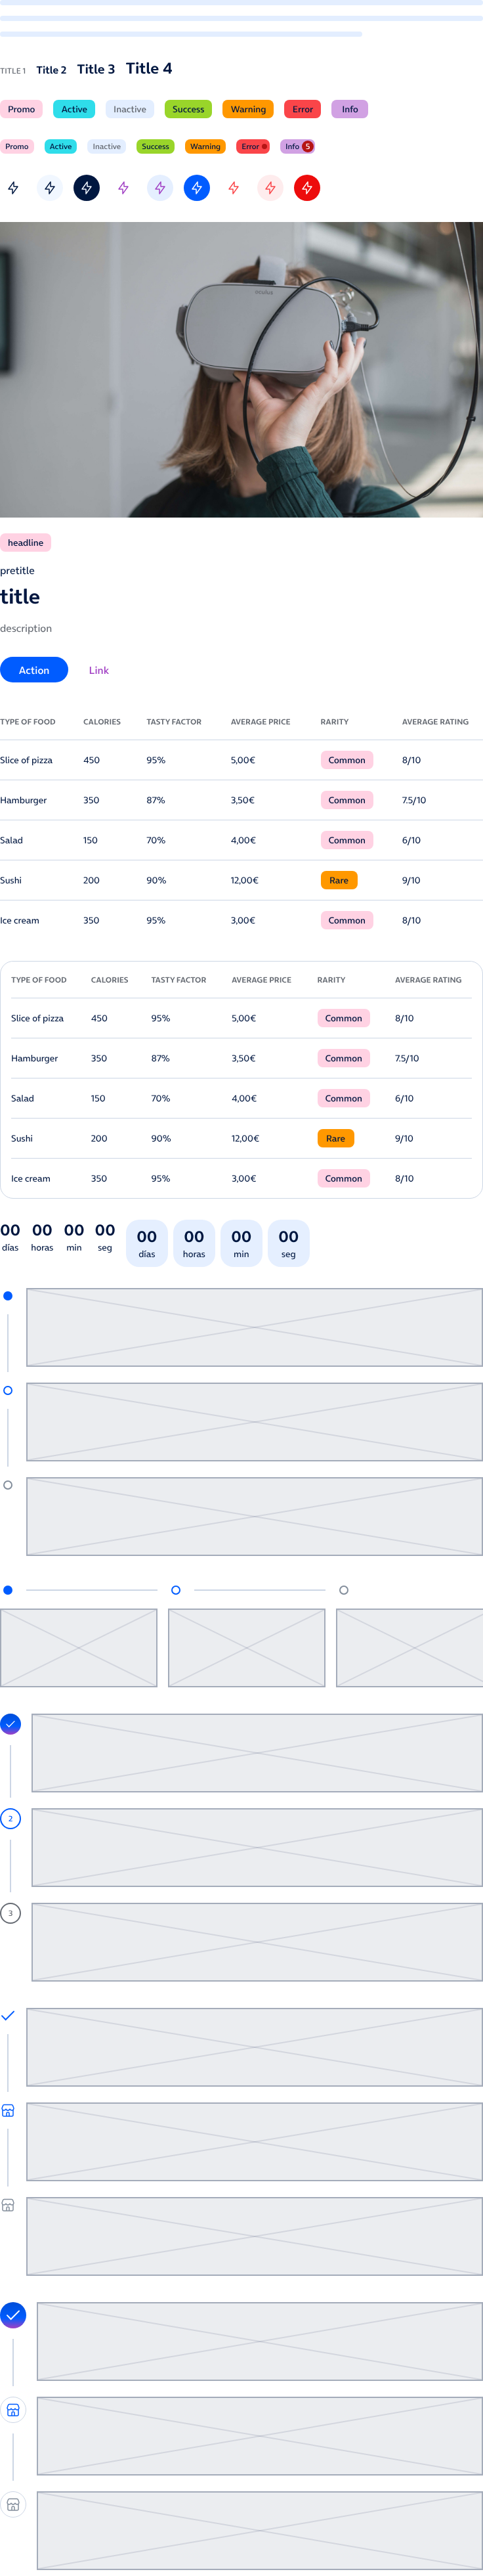 TITLE 1 Title 2 Title 3 Title 4
Promo Active Inactive Success Warning Error Info
Promo Active Inactive Success Warning Error Info 5
headline
pretitle
title
description
Action Link
TYPE OF FOOD CALORIES TASTY FACTOR AVERAGE PRICE RARITY AVERAGE RATING
Slice of pizza 450 95% 5,00€ Common 8/10
Hamburger 350 87% 3,50€ Common 7.5/10
Salad 150 70% 4,00€ Common 6/10
Sushi 200 90% 12,00€ Rare 9/10
Ice cream 350 95% 3,00€ Common 8/10
TYPE OF FOOD CALORIES TASTY FACTOR AVERAGE PRICE RARITY AVERAGE RATING
Slice of pizza 450 95% 5,00€ Common 8/10
Hamburger 350 87% 3,50€ Common 7.5/10
Salad 150 70% 4,00€ Common 6/10
Sushi 200 90% 12,00€ Rare 9/10
Ice cream 350 95% 3,00€ Common 8/10
00 00 00 00 00 00 00 00
días horas min seg días horas min seg
2
3